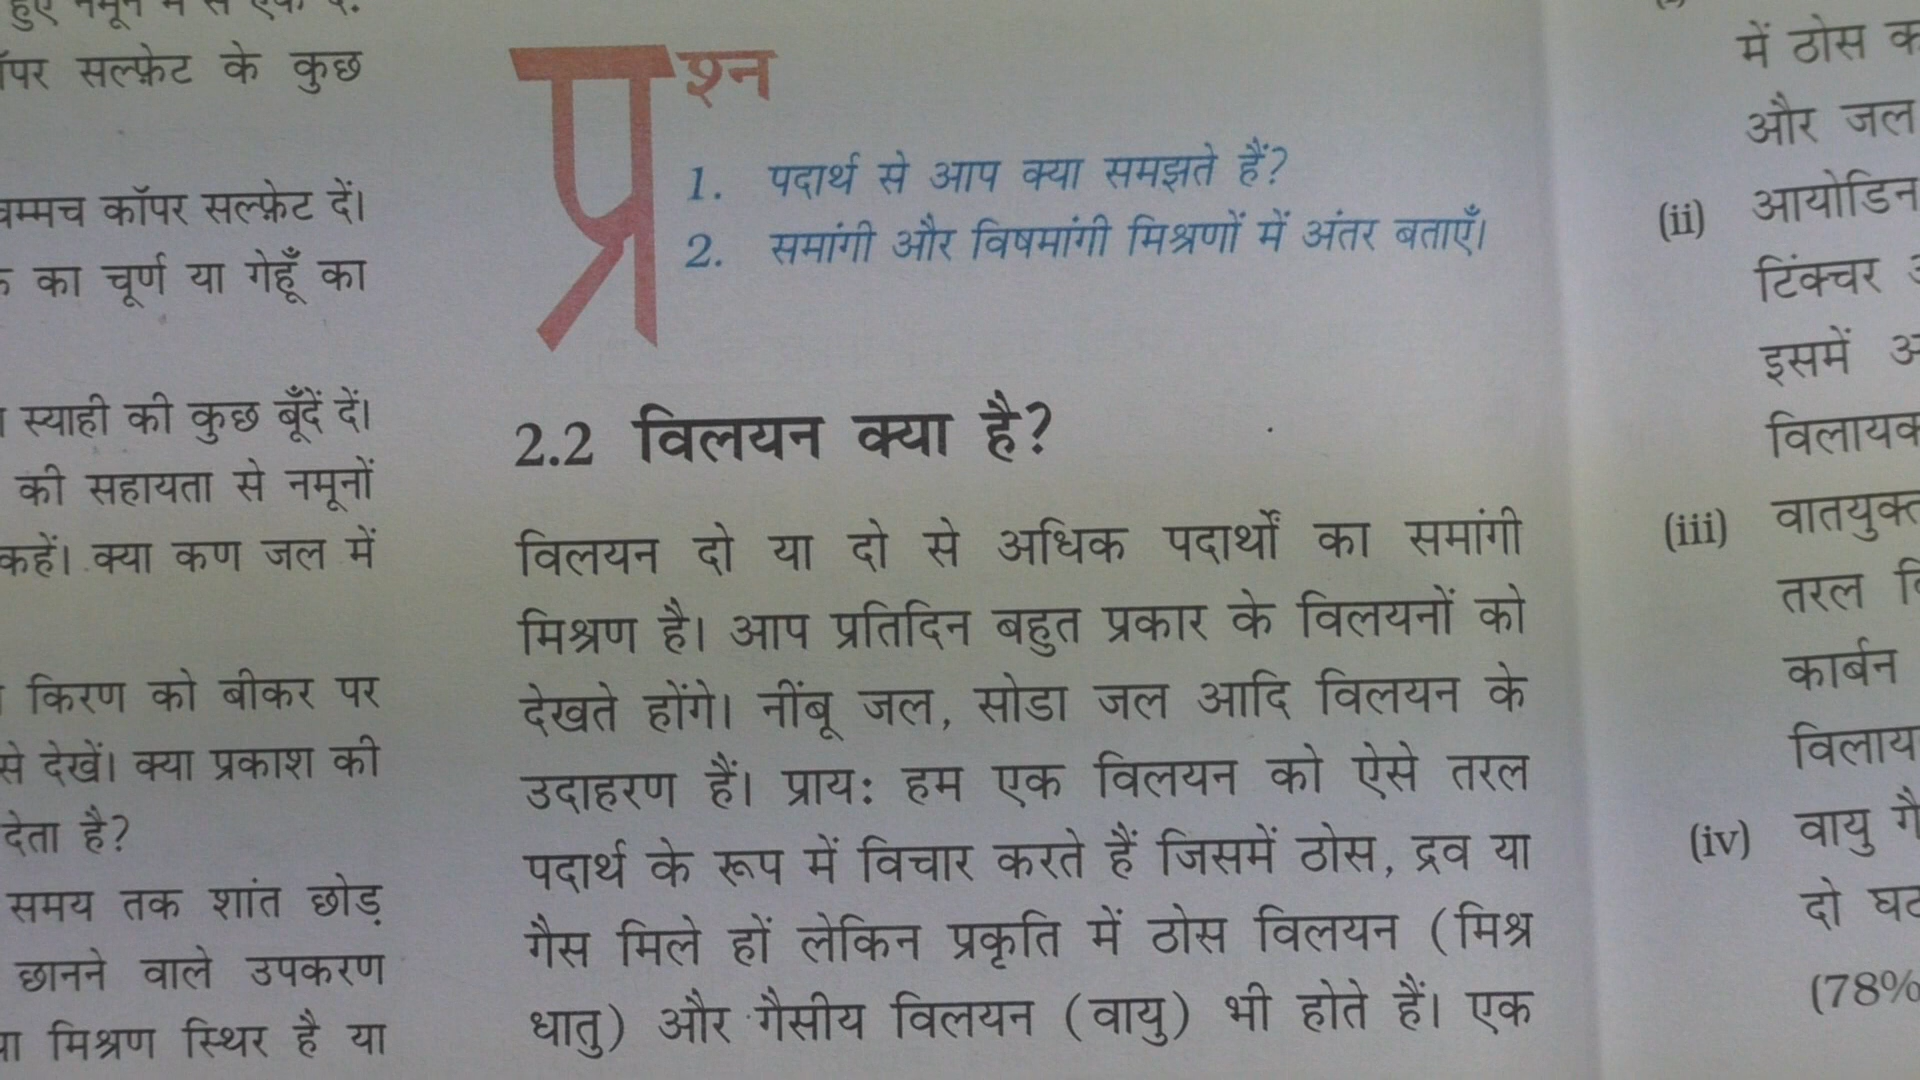 पर सल्फ़ेट के कुछ
चम्मच कॉपर सल्फ़ेट दें।
का चूर्ण या गेहूँ का
स्याही की कुछ बूँदें दें।
की सहायता से नमूनों
कहें। क्या कण जल में
किरण को बीकर पर
से देखें। क्या प्रकाश की
देता है?
समय तक शांत छोड़
छानने वाले उपकरण
मिश्रण स्थिर है या
प्रश्न
1. पदार्थ से आप क्या समझते हैं?
2. समांगी और विषमांगी मिश्रणों में अंतर बताएँ।
2.2 विलयन क्या है?
विलयन दो या दो से अधिक पदार्थों का समांगी
मिश्रण है। आप प्रतिदिन बहुत प्रकार के विलयनों को
देखते होंगे। नींबू जल, सोडा जल आदि विलयन के
उदाहरण हैं। प्राय: हम एक विलयन को ऐसे तरल
पदार्थ के रूप में विचार करते हैं जिसमें ठोस, द्रव या
गैस मिले हों लेकिन प्रकृति में ठोस विलयन (मिश्र
धातु) और गैसीय विलयन (वायु) भी होते हैं। एक
में ठोस
और जल
(ii) आयोडिन
टिंक्चर
इसमें
विलायक
(iii) वातयुक्त
तरल
कार्बन
विलाय
(iv) वायु
दो
(78%